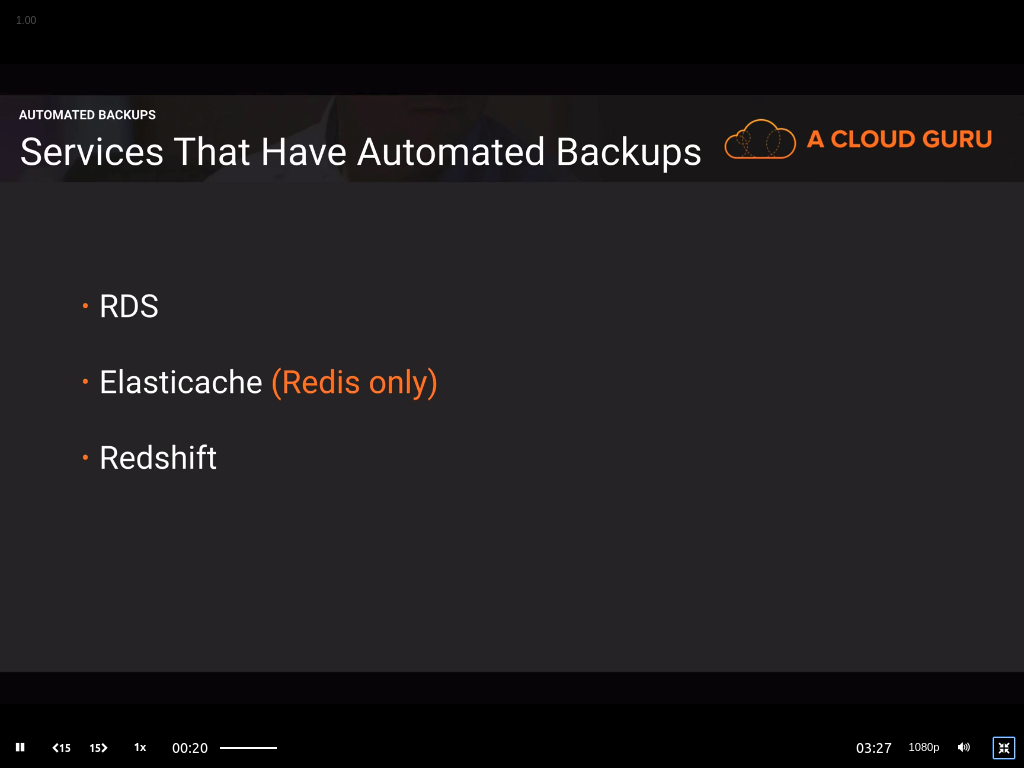 1.00
AUTOMATED BACKUPS
Services That Have Automated Backups
A CLOUD GURU
• RDS
• Elasticache (Redis only)
• Redshift
15 15 1x 00:20 03:27 1080p